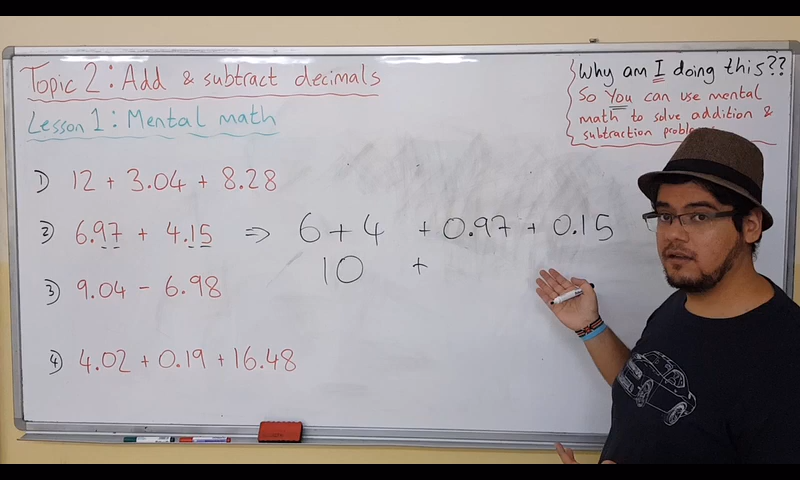 Topic 2: Add & subtract decimals
Lesson 1: Mental math
Why am I doing this??
So You can use mental
math to solve addition &
subtraction
1) 12 + 3.04 + 8.28
2) 6.97 + 4.15 ⇒ 6 + 4 + 0.97 + 0.15
10 +
3) 9.04 - 6.98
4) 4.02 + 0.19 + 16.48